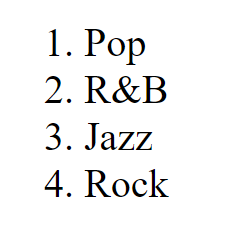 1. Pop
2. R&B
3. Jazz
4. Rock